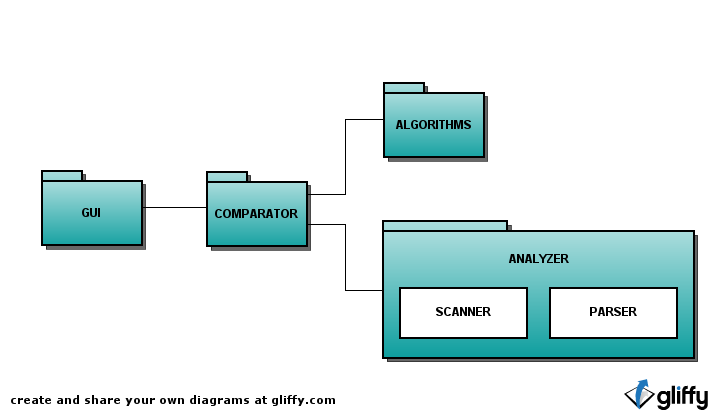 ALGORITHMS
GUI
COMPARATOR
ANALYZER
SCANNER
PARSER
create and share your own diagrams at gliffy.com
gliffy